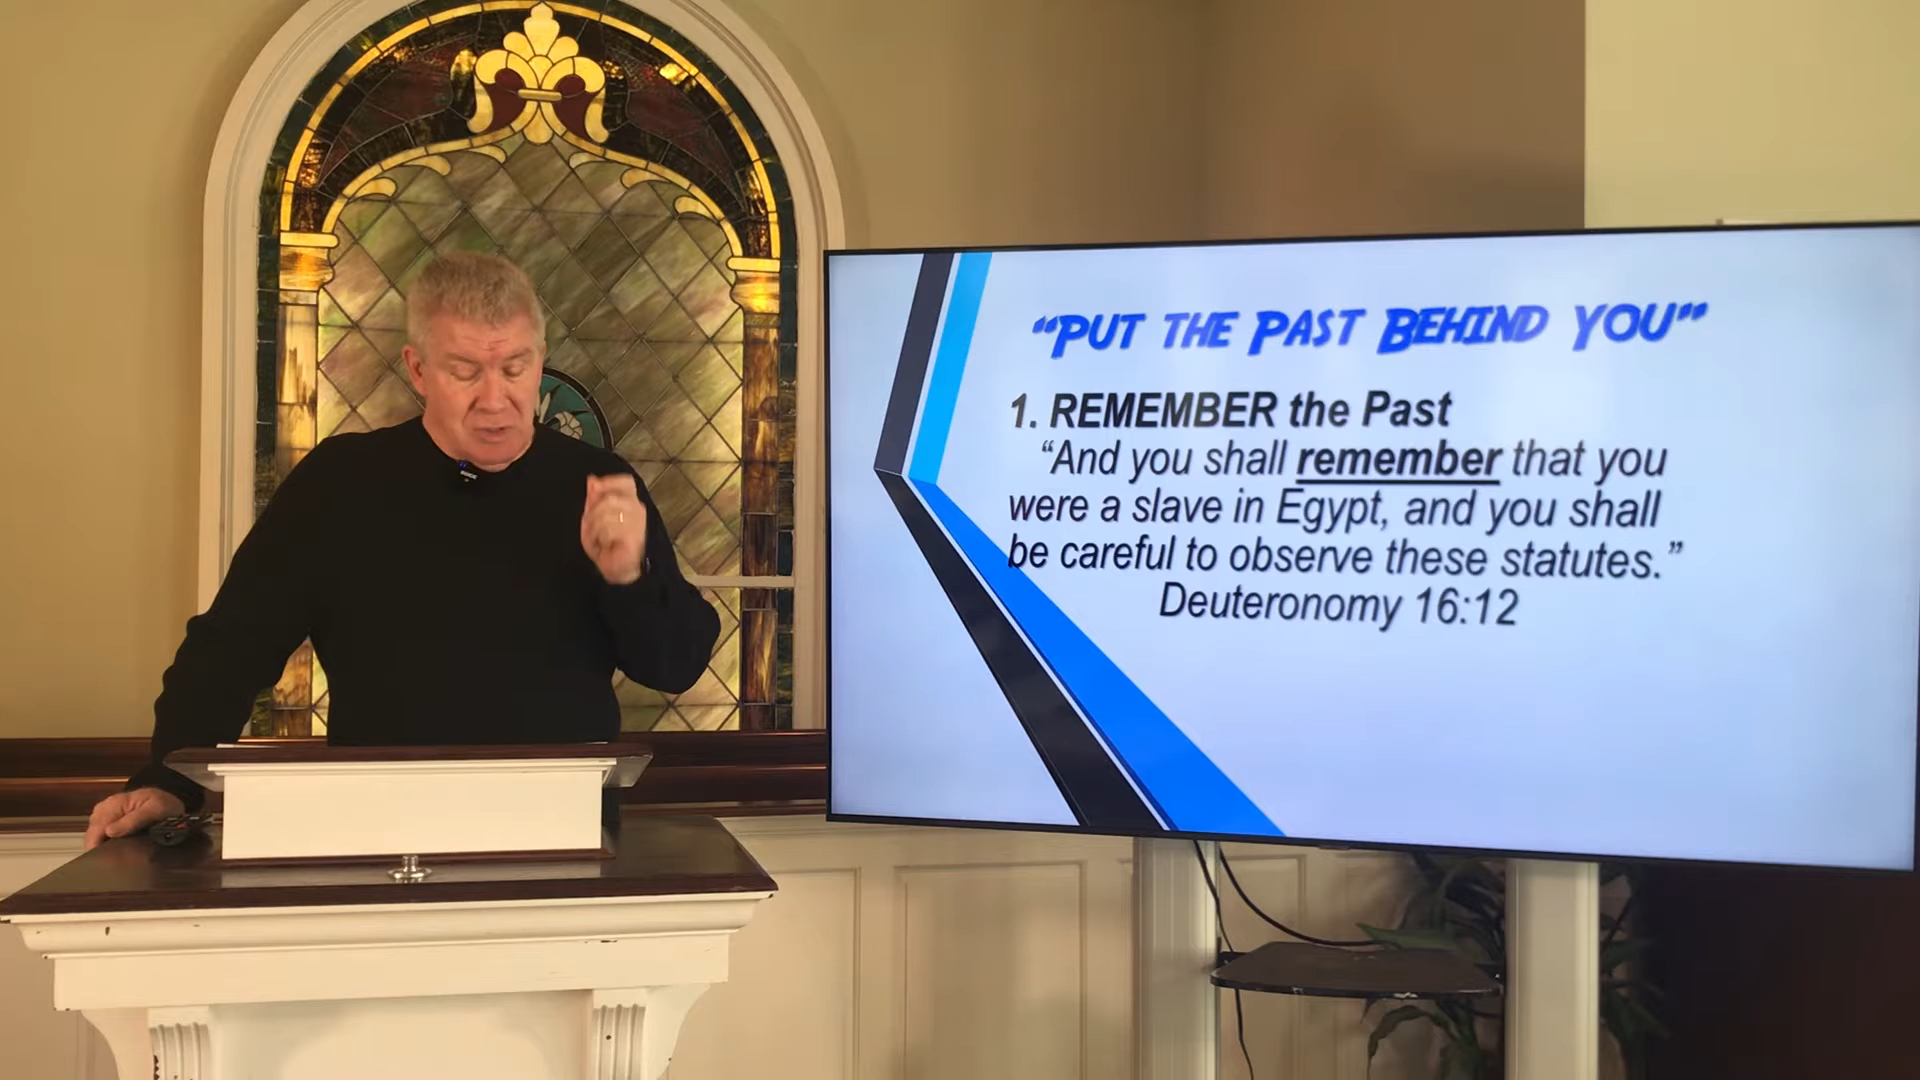 “PUT THE PAST BEHIND YOU”
1. REMEMBER the Past
“And you shall remember that you
were a slave in Egypt, and you shall
be careful to observe these statutes.”
Deuteronomy 16:12